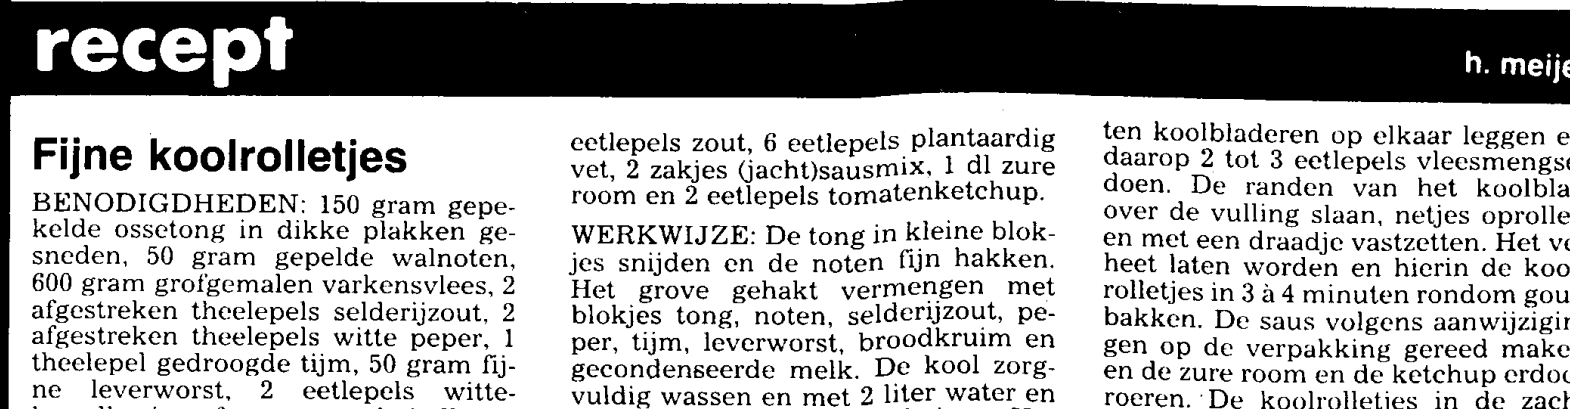 recept
h. meije
Fijne koolrolletjes
BENODIGDHEDEN: 150 gram gepe-
kelde ossetong in dikke plakken ge-
sneden, 50 gram gepelde walnoten,
600 gram grofgemalen varkensvlees, 2
afgestreken theelepels selderijzout, 2
afgestreken theelepels witte peper, 1
theelepel gedroogde tijm, 50 gram fij-
ne leverworst, 2 eetlepels witte-
eetlepels zout, 6 eetlepels plantaardig
vet, 2 zakjes (jacht)sausmix, 1 dl zure
room en 2 eetlepels tomatenketchup.
WERKWIJZE: De tong in kleine blok-
jes snijden en de noten fijn hakken.
Het grove gehakt vermengen met
blokjes tong, noten, selderijzout, pe-
per, tijm, leverworst, broodkruim en
gecondenseerde melk. De kool zorg-
vuldig wassen en met 2 liter water en
ten koolbladeren op elkaar leggen e
daarop 2 tot 3 eetlepels vleesmengse
doen. De randen van het koolbla
over de vulling slaan, netjes oprolle
en met een draadje vastzetten. Het ve
heet laten worden en hierin de koo
rolletjes in 3 à 4 minuten rondom gou
bakken. De saus volgens aanwijzigin
gen op de verpakking gereed make
en de zure room en de ketchup erdoo
roeren. De koolrolletjes in de zach